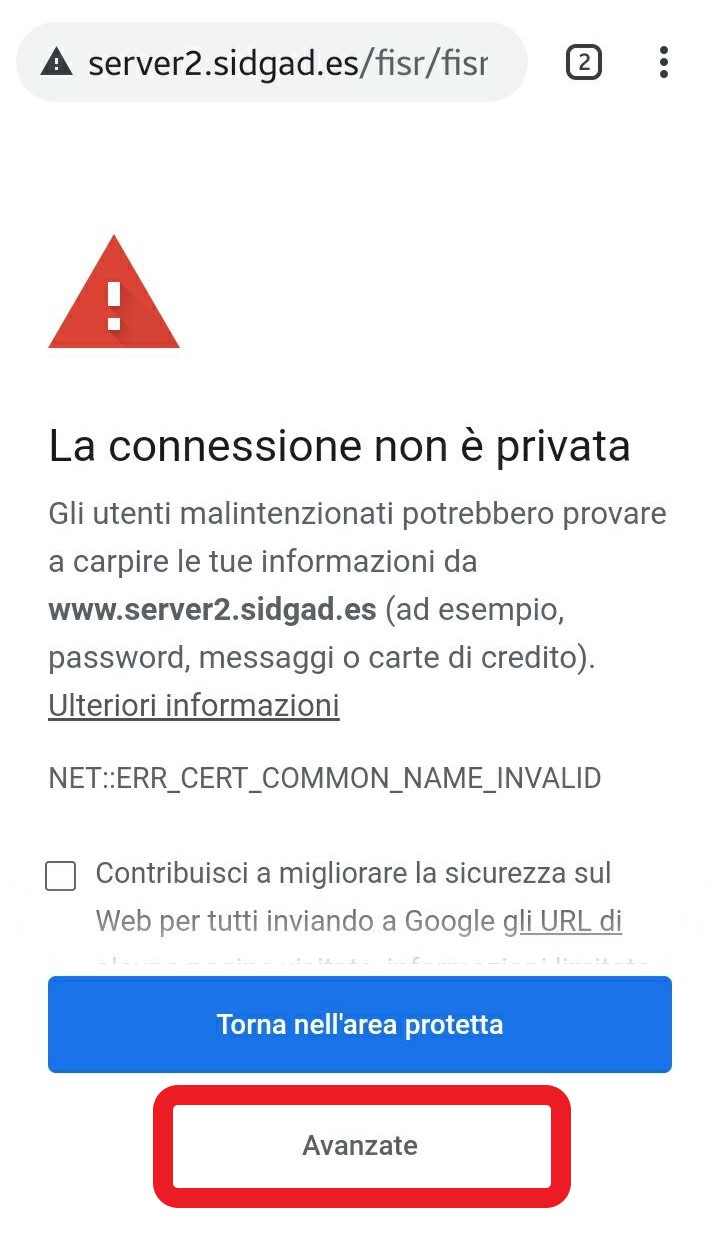 server2.sidgad.es/fisr/fisr
2
La connessione non è privata
Gli utenti malintenzionati potrebbero provare
a carpire le tue informazioni da
www.server2.sidgad.es (ad esempio,
password, messaggi o carte di credito).
Ulteriori informazioni
NET::ERR_CERT_COMMON_NAME_INVALID
Contribuisci a migliorare la sicurezza sul
Web per tutti inviando a Google gli URL di
Torna nell'area protetta
Avanzate